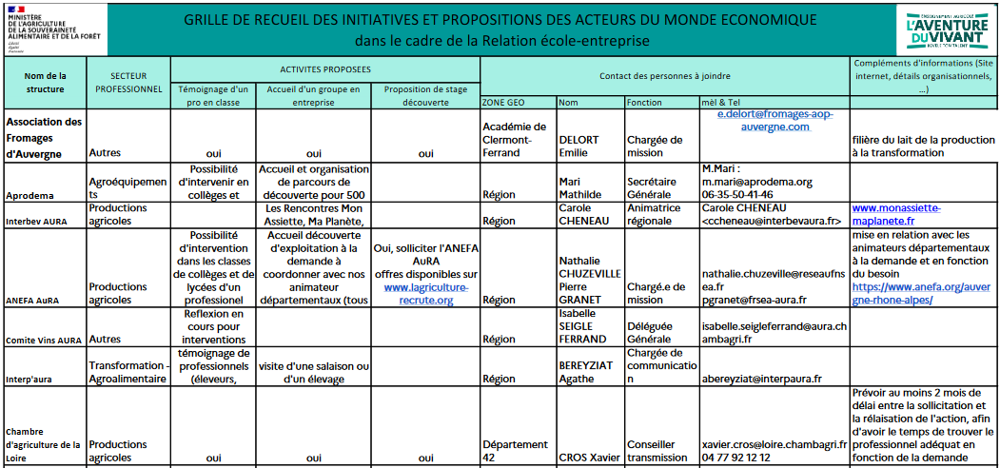 MINISTÈRE
DE L'AGRICULTURE
DE LA SOUVERAINETÉ
ALIMENTAIRE ET DE LA FORÊT
Liberté
Égalité
Fraternité
GRILLE DE RECUEIL DES INITIATIVES ET PROPOSITIONS DES ACTEURS DU MONDE ECONOMIQUE
dans le cadre de la Relation école-entreprise
ENSEIGNEMENT AGRICOLE
L'AVENTURE
DU VIVANT
RÉVÈLE TON TALENT
Nom de la
structure
SECTEUR
PROFESSIONNEL
ACTIVITES PROPOSEES
Témoignage d'un
pro en classe
Accueil d'un groupe en
entreprise
Proposition de stage
découverte
Contact des personnes à joindre
ZONE GEO
Nom
Fonction
mèl & Tel
Compléments d'informations (Site
internet, détails organisationnels,
...)
Association des
Fromages
d'Auvergne
Autres
oui
oui
oui
Académie de
Clermont-
Ferrand
DELORT
Emilie
Chargée de
mission
e.delort@fromages-aop-
auvergne.com
filière du lait de la production
à la transformation
Aprodema
Agroéquipemen
ts
Possibilité
d'intervenir en
collèges et
Accueil et organisation
de parcours de
découverte pour 500
Région
Mari
Mathilde
Secrétaire
Générale
M.Mari :
m.mari@aprodema.org
06-35-50-41-46
Interbev AURA
Productions
agricoles
Les Rencontres Mon
Assiette, Ma Planète,
Région
Carole
CHENEAU
Animatrice
régionale
Carole CHENEAU
<ccheneau@interbevaura.fr>
www.monassiette-
maplanete.fr
ANEFA AuRA
Productions
agricoles
Possibilité
d'intervention
dans les classes
de collèges et de
lycées d'un
professionel
Accueil découverte
d'exploitation à la
demande à
coordonner avec nos
animateur
départementaux (tous
Oui, solliciter l'ANEFA
AuRA
offres disponibles sur
www.lagriculture-
recrute.org
Région
Nathalie
CHUZEVILLE
Pierre
GRANET
Chargé.e de
mission
nathalie.chuzeville@reseaufns
ea.fr
pgranet@frsea-aura.fr
mise en relation avec les
animateurs départementaux
à la demande et en fonction
du besoin
https://www.anefa.org/auver
gne-rhone-alpes/
Comite Vins AURA
Autres
Reflexion en
cours pour
interventions
Région
Isabelle
SEIGLE
FERRAND
Déléguée
Générale
isabelle.seigleferrand@aura.ch
ambagri.fr
Interp'aura
Transformation -
Agroalimentaire
témoignage de
professionnels
(éleveurs,
visite d'une salaison ou
d'un élevage
Région
BEREYZIAT
Agathe
Chargée de
communicatio
n
abereyziat@interpaura.fr
Chambre
d'agriculture de la
Loire
Productions
agricoles
oui
oui
oui
Département
42
CROS Xavier
Conseiller
transmission
xavier.cros@loire.chambagri.fr
04 77 92 12 12
Prévoir au moins 2 mois de
délai entre la sollicitation et
la rélaisation de l'action, afin
d'avoir le temps de trouver le
professionnel adéquat en
fonction de la demande